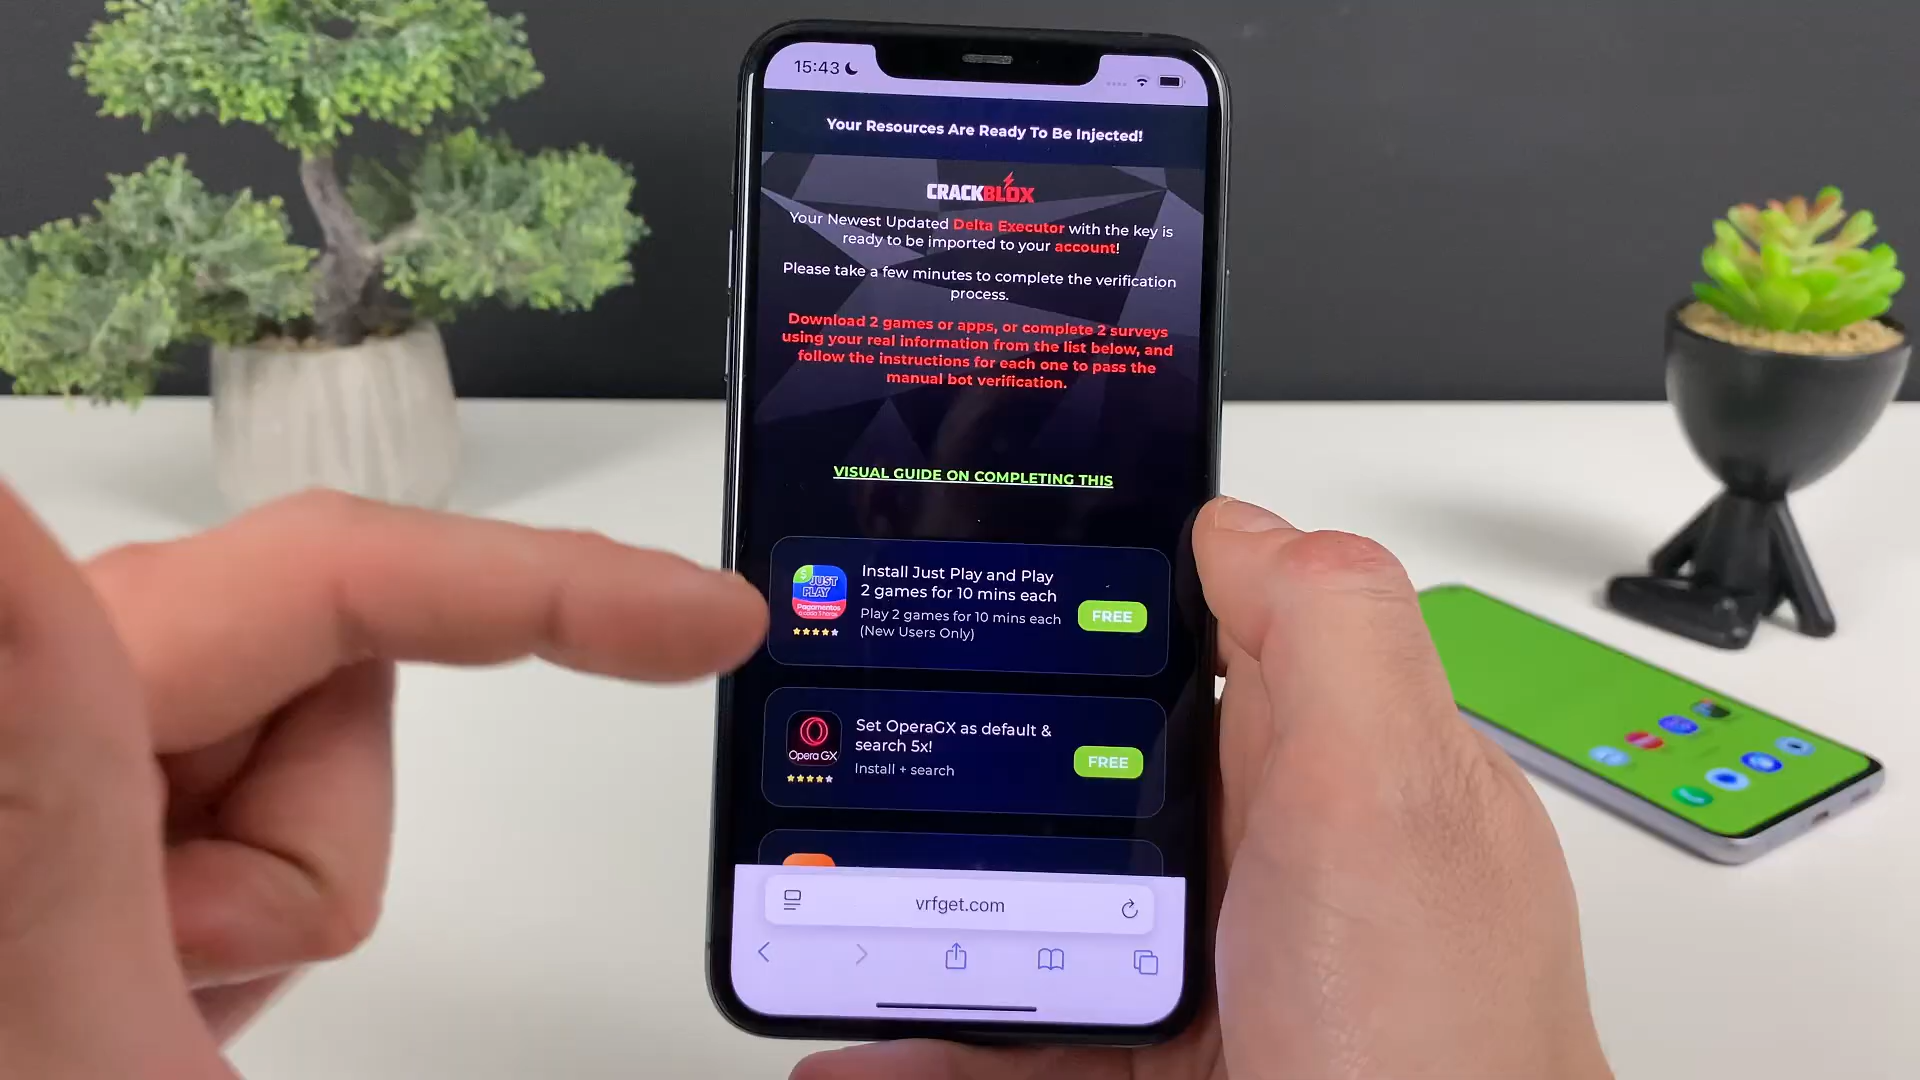 15:43
Your Resources Are Ready To Be Injected!
CRACKBLOX
Your Newest Updated Delta Executor with the key is
ready to be imported to your account!
Please take a few minutes to complete the verification
process.
Download 2 games or apps, or complete 2 surveys
using your real information from the list below, and
follow the instructions for each one to pass the
manual bot verification.
VISUAL GUIDE ON COMPLETING THIS
$ JUST
PLAY
Pagamentos
a cada 3 horas
Install Just Play and Play
2 games for 10 mins each
Play 2 games for 10 mins each
(New Users Only)
FREE
Opera GX
Set OperaGX as default &
search 5x!
Install + search
FREE
vrfget.com